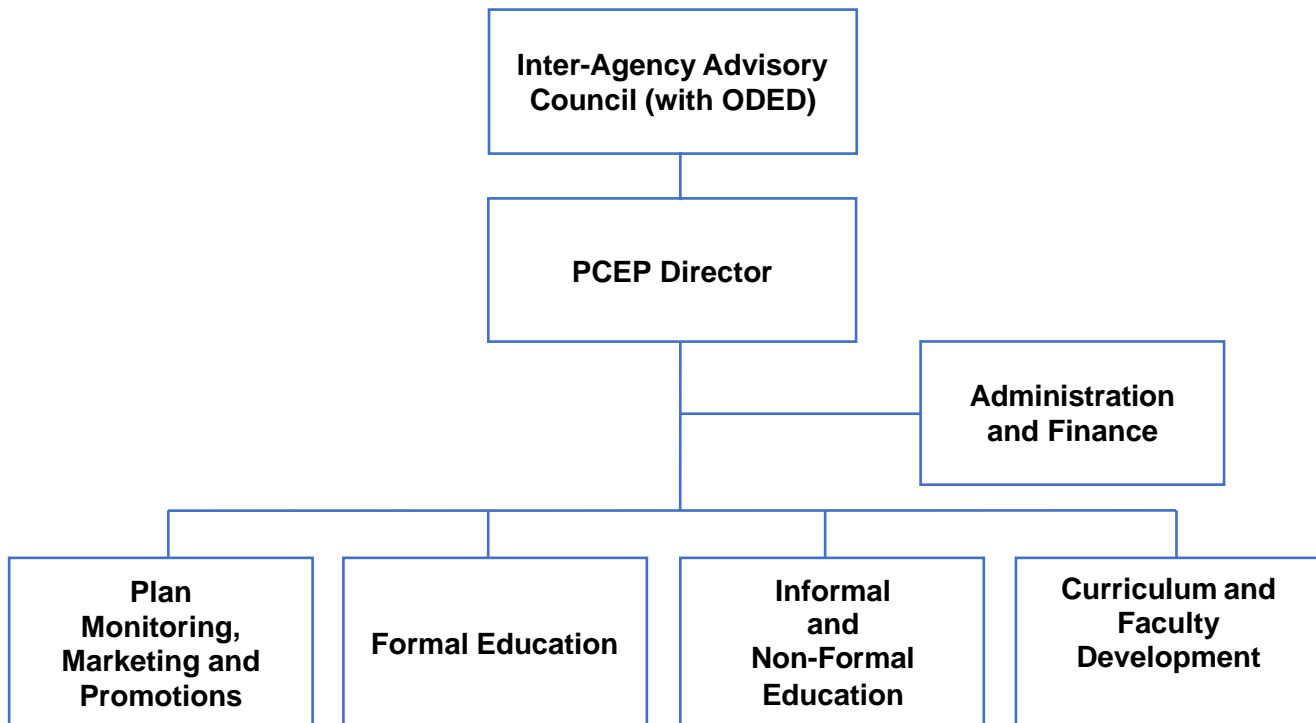 Inter-Agency Advisory
Council (with ODED)
PCEP Director
Administration
and Finance
Plan
Monitoring,
Marketing and
Promotions
Formal Education
Informal
and
Non-Formal
Education
Curriculum and
Faculty
Development